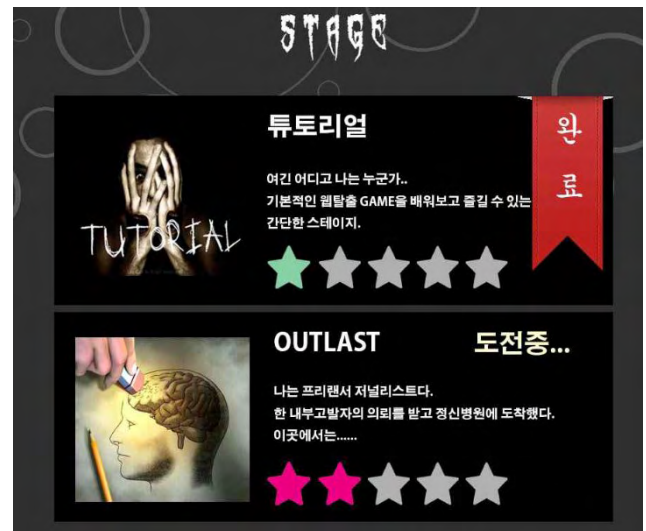 STAGE
튜토리얼
완료
여긴 어디고 나는 누군가..
기본적인 웹탈출 GAME을 배워보고 즐길 수 있는
간단한 스테이지.
TUTORIAL
OUTLAST
도전중...
나는 프리랜서 저널리스트다.
한 내부고발자의 의뢰를 받고 정신병원에 도착했다.
이곳에서는......